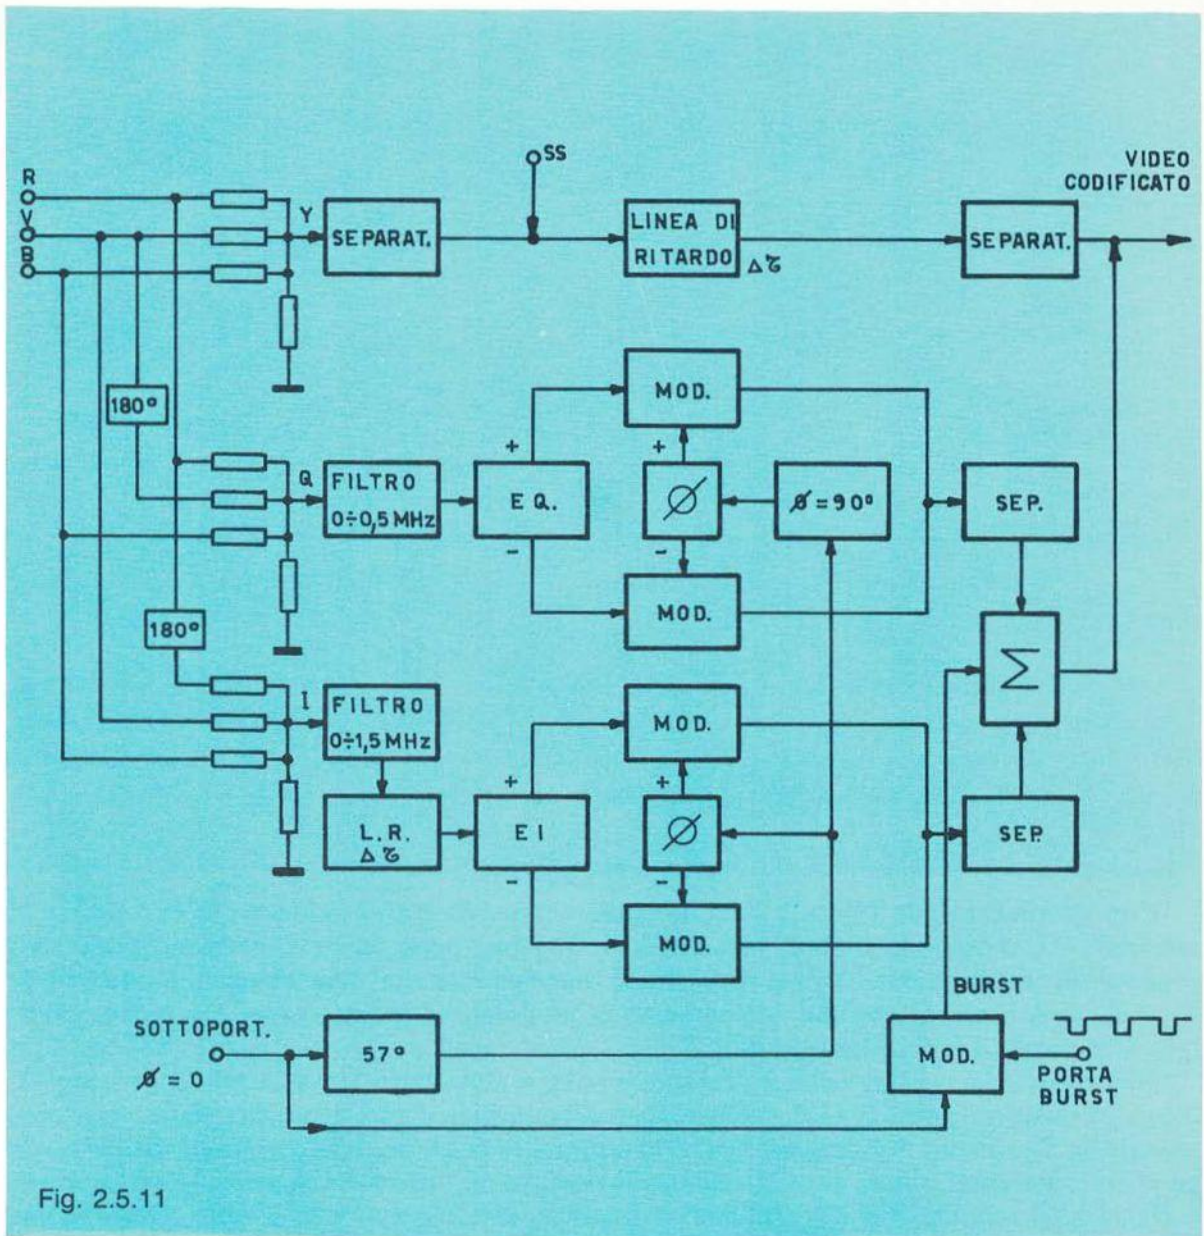 SS
VIDEO
CODIFICATO
R
V
B
Y
SEPARAT.
LINEA DI
RITARDO
Δτ
SEPARAT.
180°
MOD.
+
+
Q
FILTRO
0÷0,5 MHz
EQ.
Ø
Ø=90°
SEP.
-
-
MOD.
180°
Σ
I
FILTRO
0÷1,5 MHz
MOD.
+
+
L.R.
Δτ
EI
Ø
SEP.
-
-
MOD.
BURST
SOTTOPORT.
Ø = 0
57°
MOD.
PORTA
BURST
Fig. 2.5.11